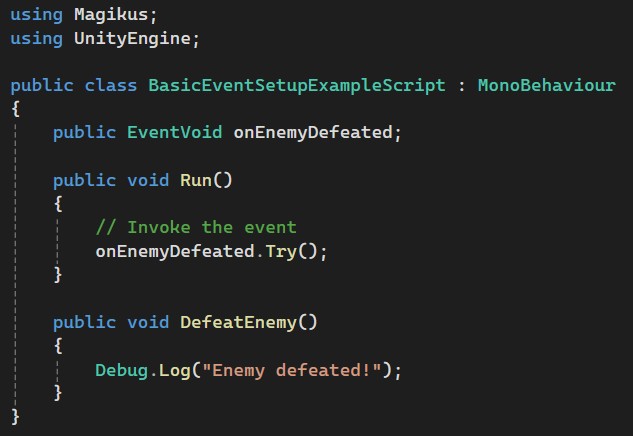 using Magikus;
using UnityEngine;

public class BasicEventSetupExampleScript : MonoBehaviour
{
    public EventVoid onEnemyDefeated;

    public void Run()
    {
        // Invoke the event
        onEnemyDefeated.Try();
    }

    public void DefeatEnemy()
    {
        Debug.Log("Enemy defeated!");
    }
}